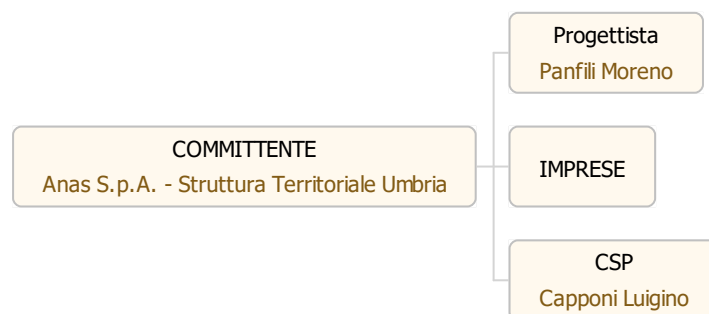 Progettista
Panfili Moreno
COMMITTENTE
Anas S.p.A. - Struttura Territoriale Umbria
IMPRESE
CSP
Capponi Luigino